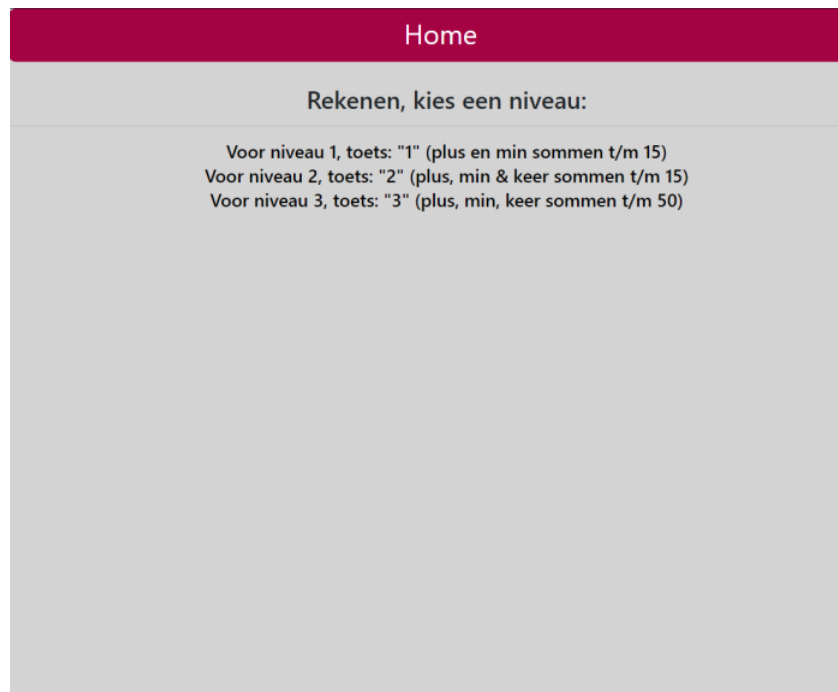 Home
Rekenen, kies een niveau:
Voor niveau 1, toets: "1" (plus en min sommen t/m 15)
Voor niveau 2, toets: "2" (plus, min & keer sommen t/m 15)
Voor niveau 3, toets: "3" (plus, min, keer sommen t/m 50)